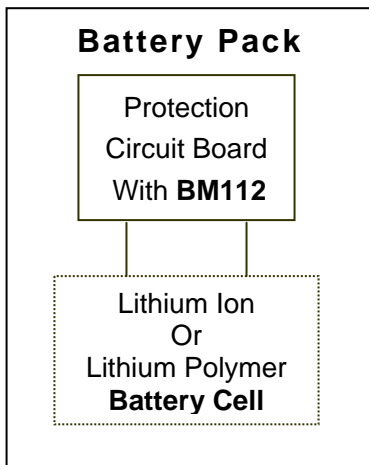 Battery Pack
Protection
Circuit Board
With BM112
Lithium Ion
Or
Lithium Polymer
Battery Cell